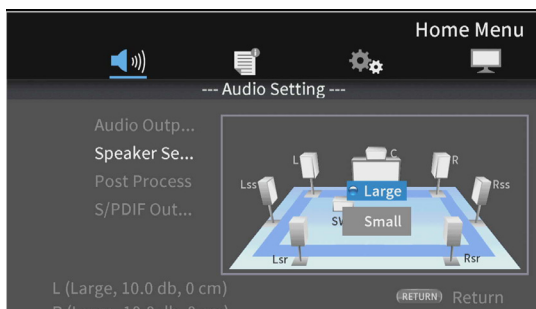 Home Menu
--- Audio Setting ---
Audio Outp...
Speaker Se...
Post Process
S/PDIF Out...
L
C
R
Lss
Rss
Large
Small
Lsr
Rsr
L (Large, 10.0 db, 0 cm)
RETURN Return